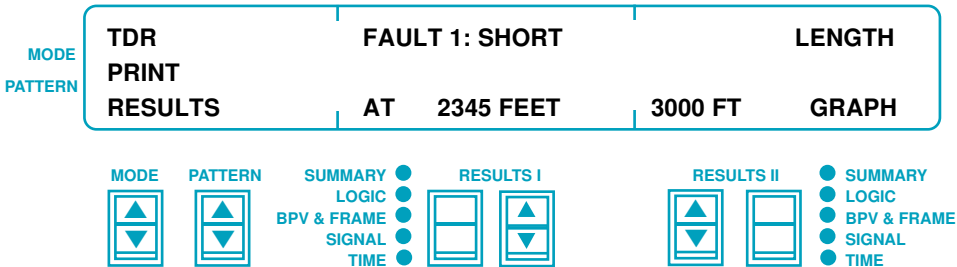 TDR FAULT 1: SHORT LENGTH
MODE
PRINT
PATTERN
RESULTS AT 2345 FEET 3000 FT GRAPH
MODE PATTERN SUMMARY RESULTS I RESULTS II SUMMARY
LOGIC LOGIC
BPV & FRAME BPV & FRAME
SIGNAL SIGNAL
TIME TIME